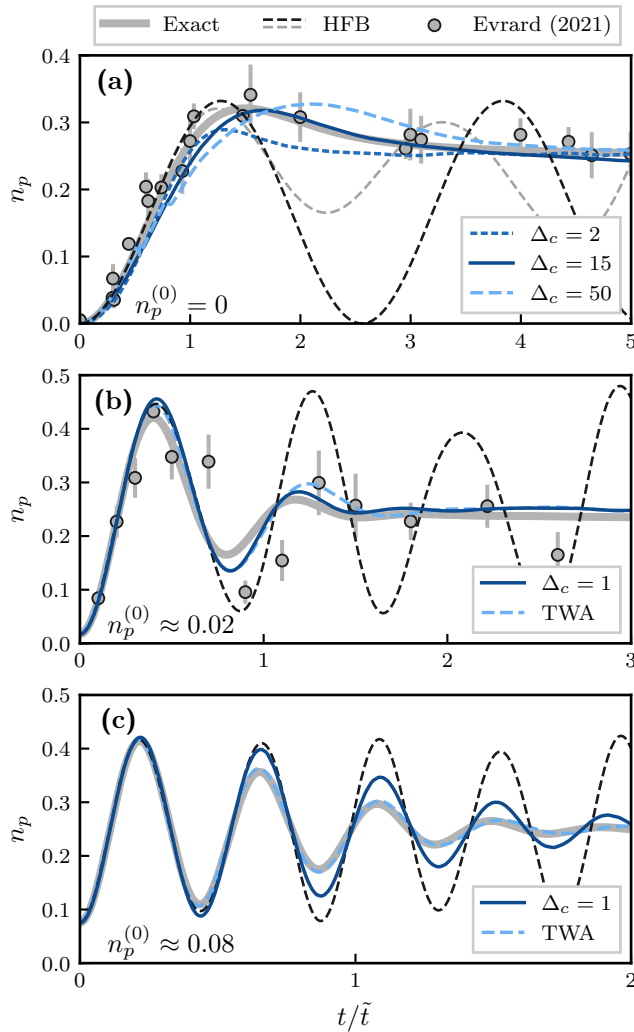 Exact HFB Evrard (2021)
(a)
0.4
0.3
0.2
0.1
0.0
n_p
n_p^{(0)} = 0
Δ_c = 2
Δ_c = 15
Δ_c = 50
0 1 2 3 4 5
(b)
0.5
0.4
0.3
0.2
0.1
0.0
n_p
n_p^{(0)} ≈ 0.02
Δ_c = 1
TWA
0 1 2 3
(c)
0.5
0.4
0.3
0.2
0.1
0.0
n_p
n_p^{(0)} ≈ 0.08
Δ_c = 1
TWA
0 1 2
t/t̃